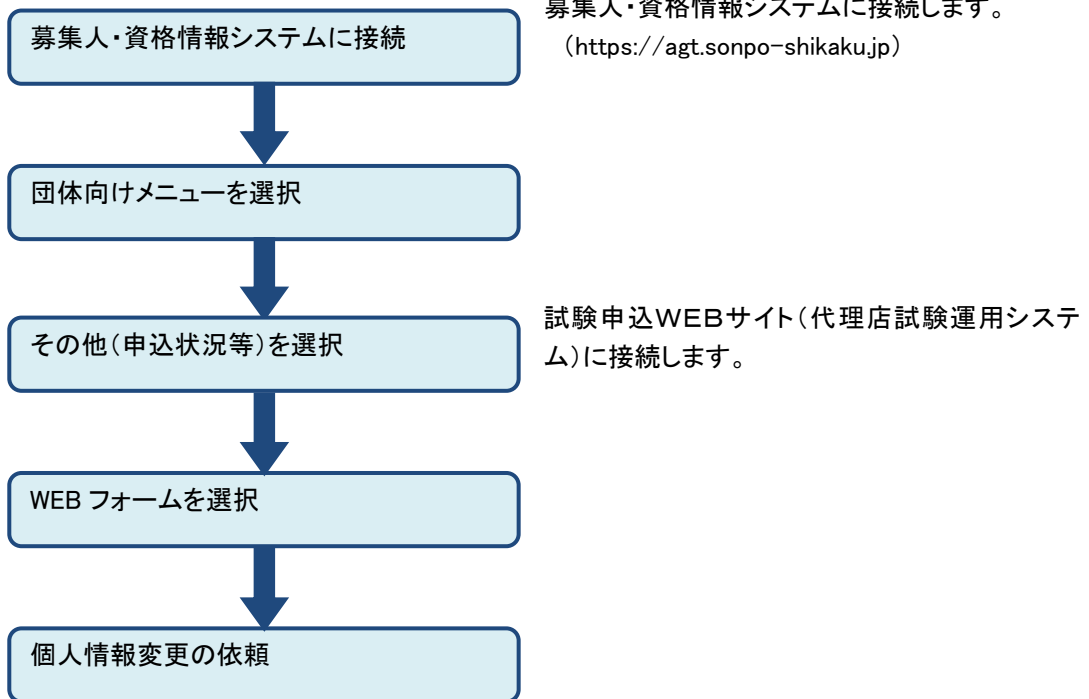 募集人・資格情報システムに接続
募集人・資格情報システムに接続します。
（https://agt.sonpo-shikaku.jp）
団体向けメニューを選択
その他（申込状況等）を選択
試験申込ＷＥＢサイト（代理店試験運用システ
ム）に接続します。
WEB フォームを選択
個人情報変更の依頼